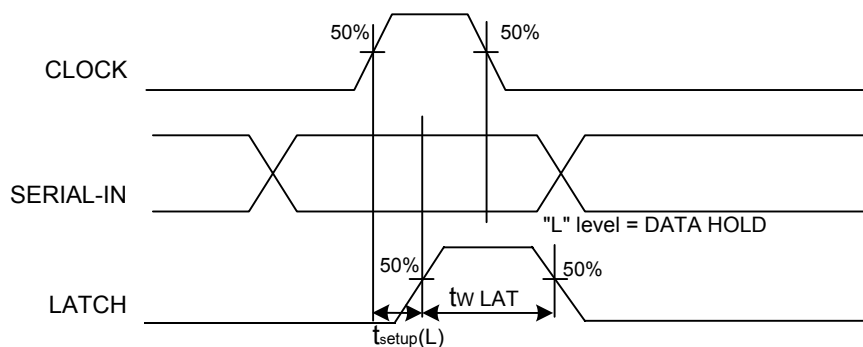 50%
50%
CLOCK
SERIAL-IN
"L" level = DATA HOLD
50%
50%
LATCH
tw LAT
tsetup(L)